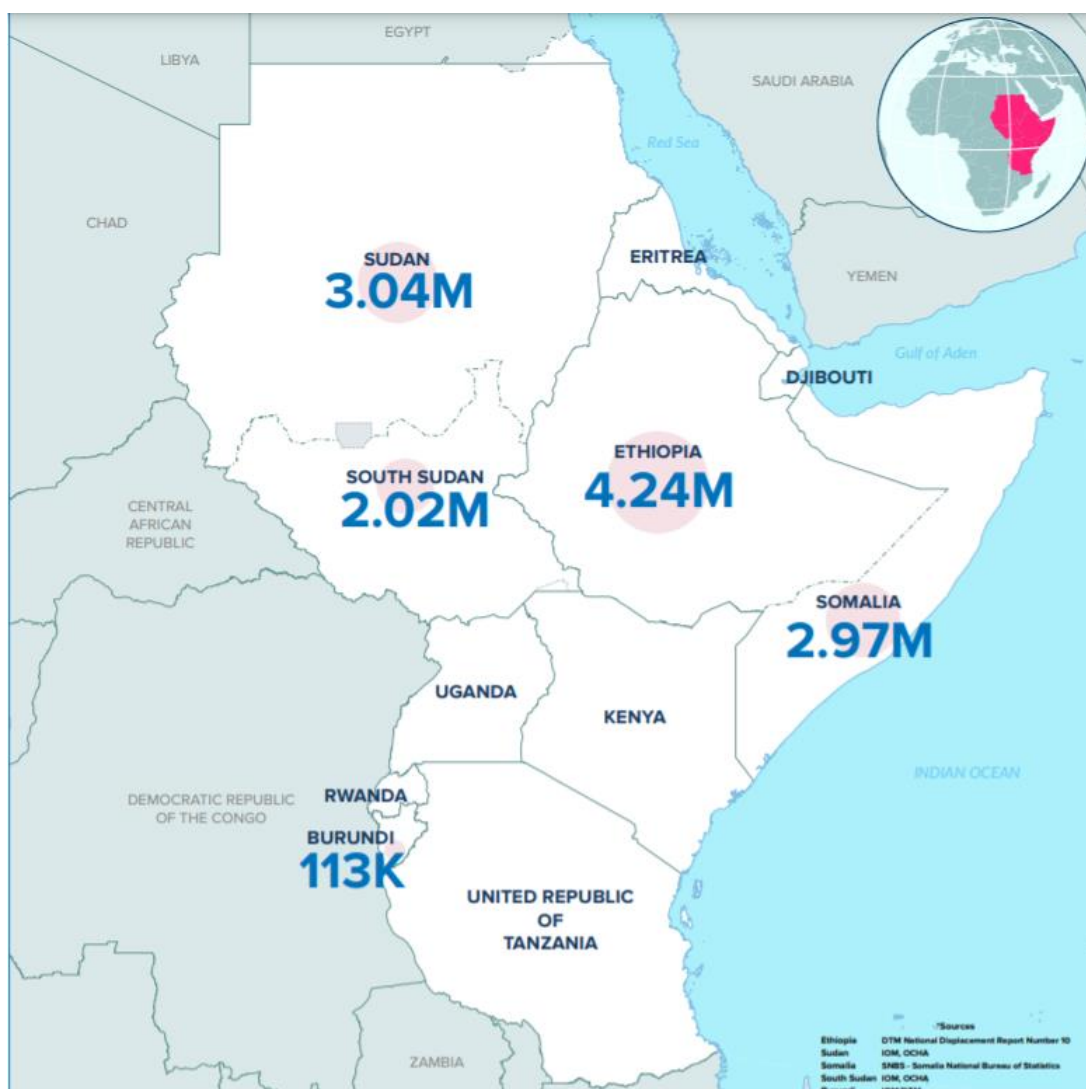 EGYPT
LIBYA
SAUDI ARABIA
Red Sea
CHAD
SUDAN
3.04M
ERITREA
YEMEN
Gulf of Aden
DJIBOUTI
ETHIOPIA
4.24M
SOUTH SUDAN
2.02M
CENTRAL
AFRICAN
REPUBLIC
SOMALIA
2.97M
UGANDA
KENYA
INDIAN OCEAN
RWANDA
DEMOCRATIC REPUBLIC
OF THE CONGO
BURUNDI
113K
UNITED REPUBLIC
OF
TANZANIA
ZAMBIA
*Sources
Ethiopia DTM National Displacement Report Number 10
Sudan IOM, OCHA
Somalia SNBS - Somalia National Bureau of Statistics
South Sudan IOM, OCHA